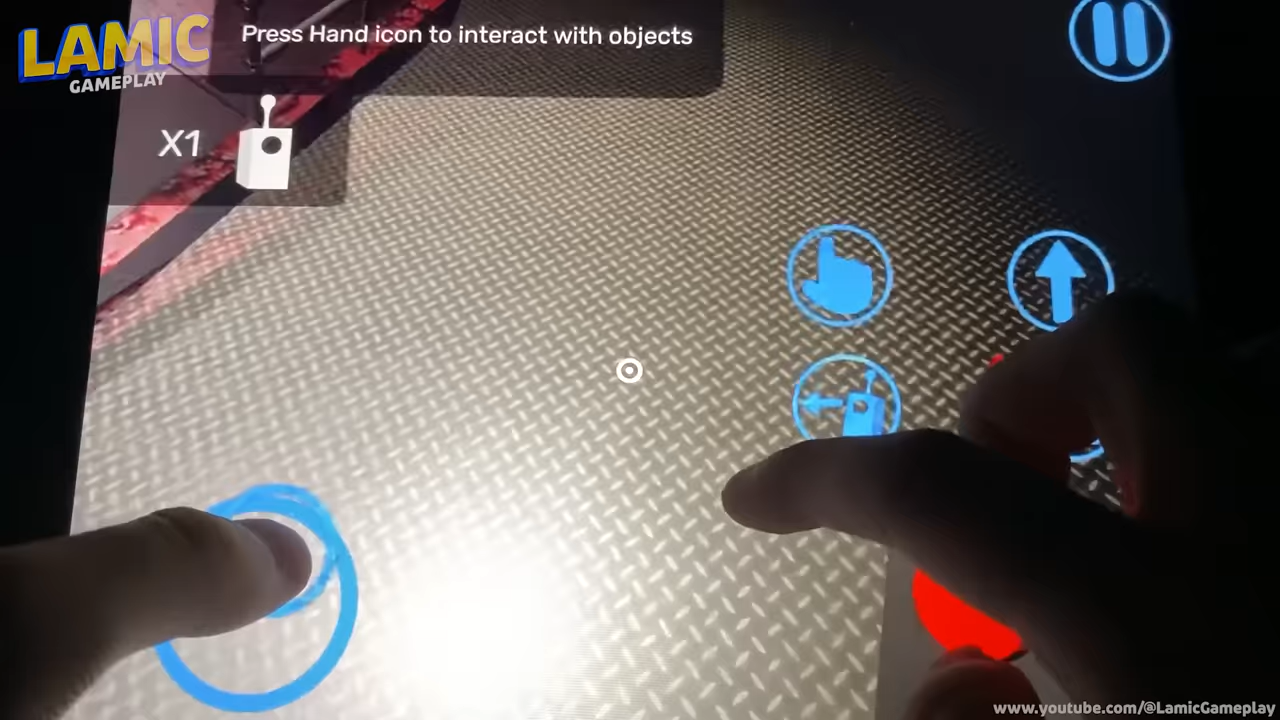 LAMIC
GAMEPLAY
Press Hand icon to interact with objects
X1
www.youtube.com/@LamicGameplay